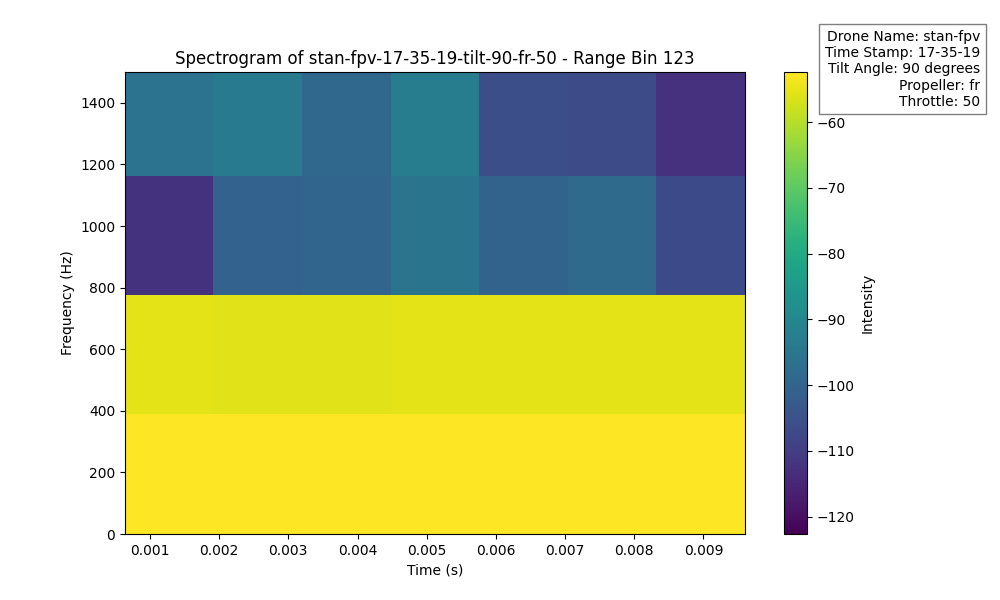 Drone Name: stan-fpv
Time Stamp: 17-35-19
Tilt Angle: 90 degrees
Propeller: fr
Throttle: 50
Spectrogram of stan-fpv-17-35-19-tilt-90-fr-50 - Range Bin 123
1400
1200
1000
800
600
400
200
0
Frequency (Hz)
0.001 0.002 0.003 0.004 0.005 0.006 0.007 0.008 0.009
Time (s)
−60
−70
−80
−90
−100
−110
−120
Intensity